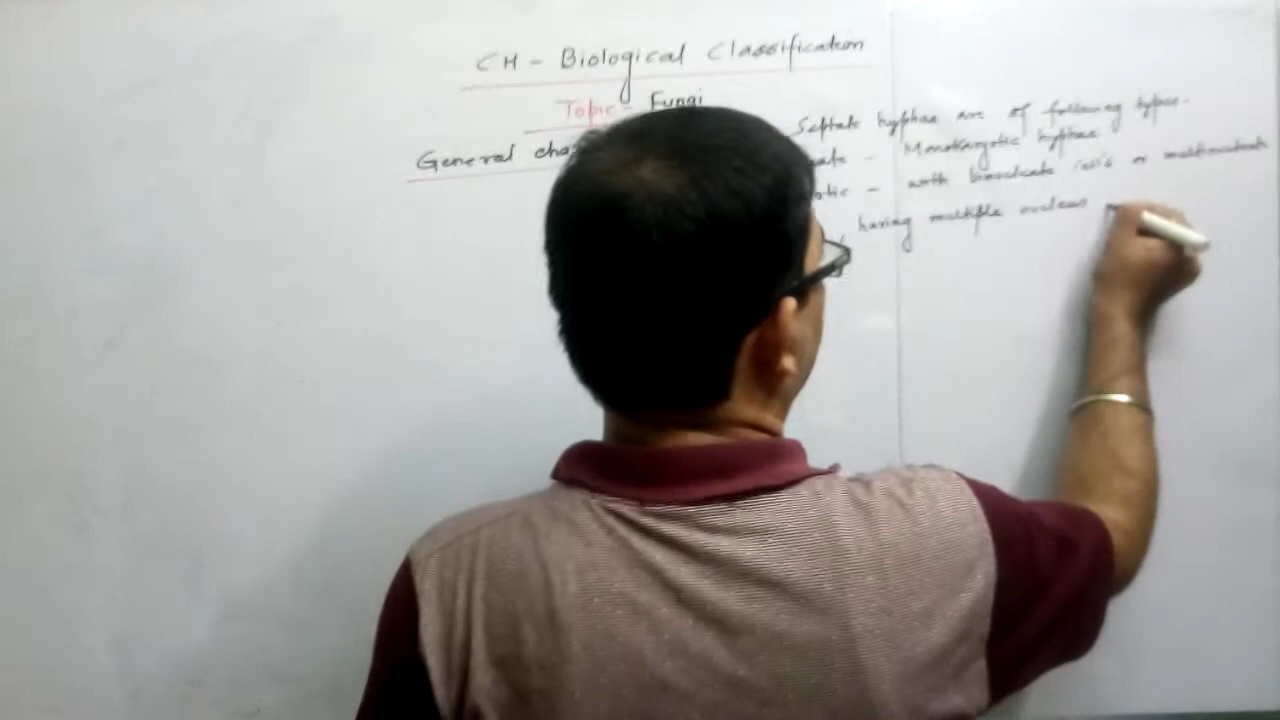 CH - Biological Classification
Topic - Fungi
General cha
Septate hyphae are of following types.
ate - Monokaryotic hyphae
otic - with binucleate cells or multinucleate
having multiple nucleus